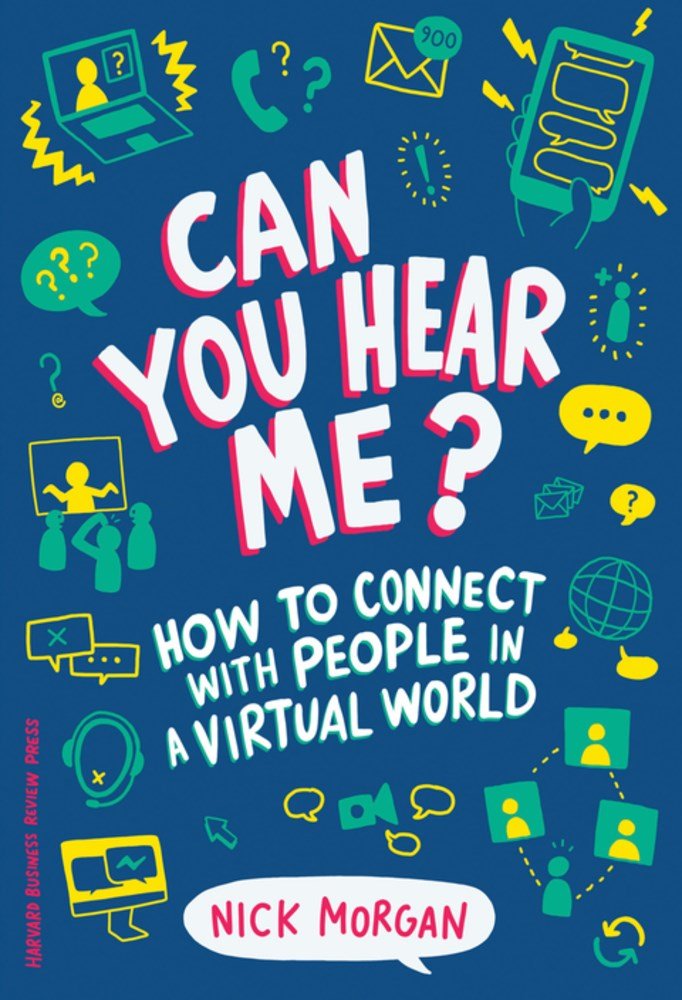 900
CAN
YOU HEAR
ME?
HOW TO CONNECT
WITH PEOPLE IN
A VIRTUAL WORLD
HARVARD BUSINESS REVIEW PRESS
NICK MORGAN